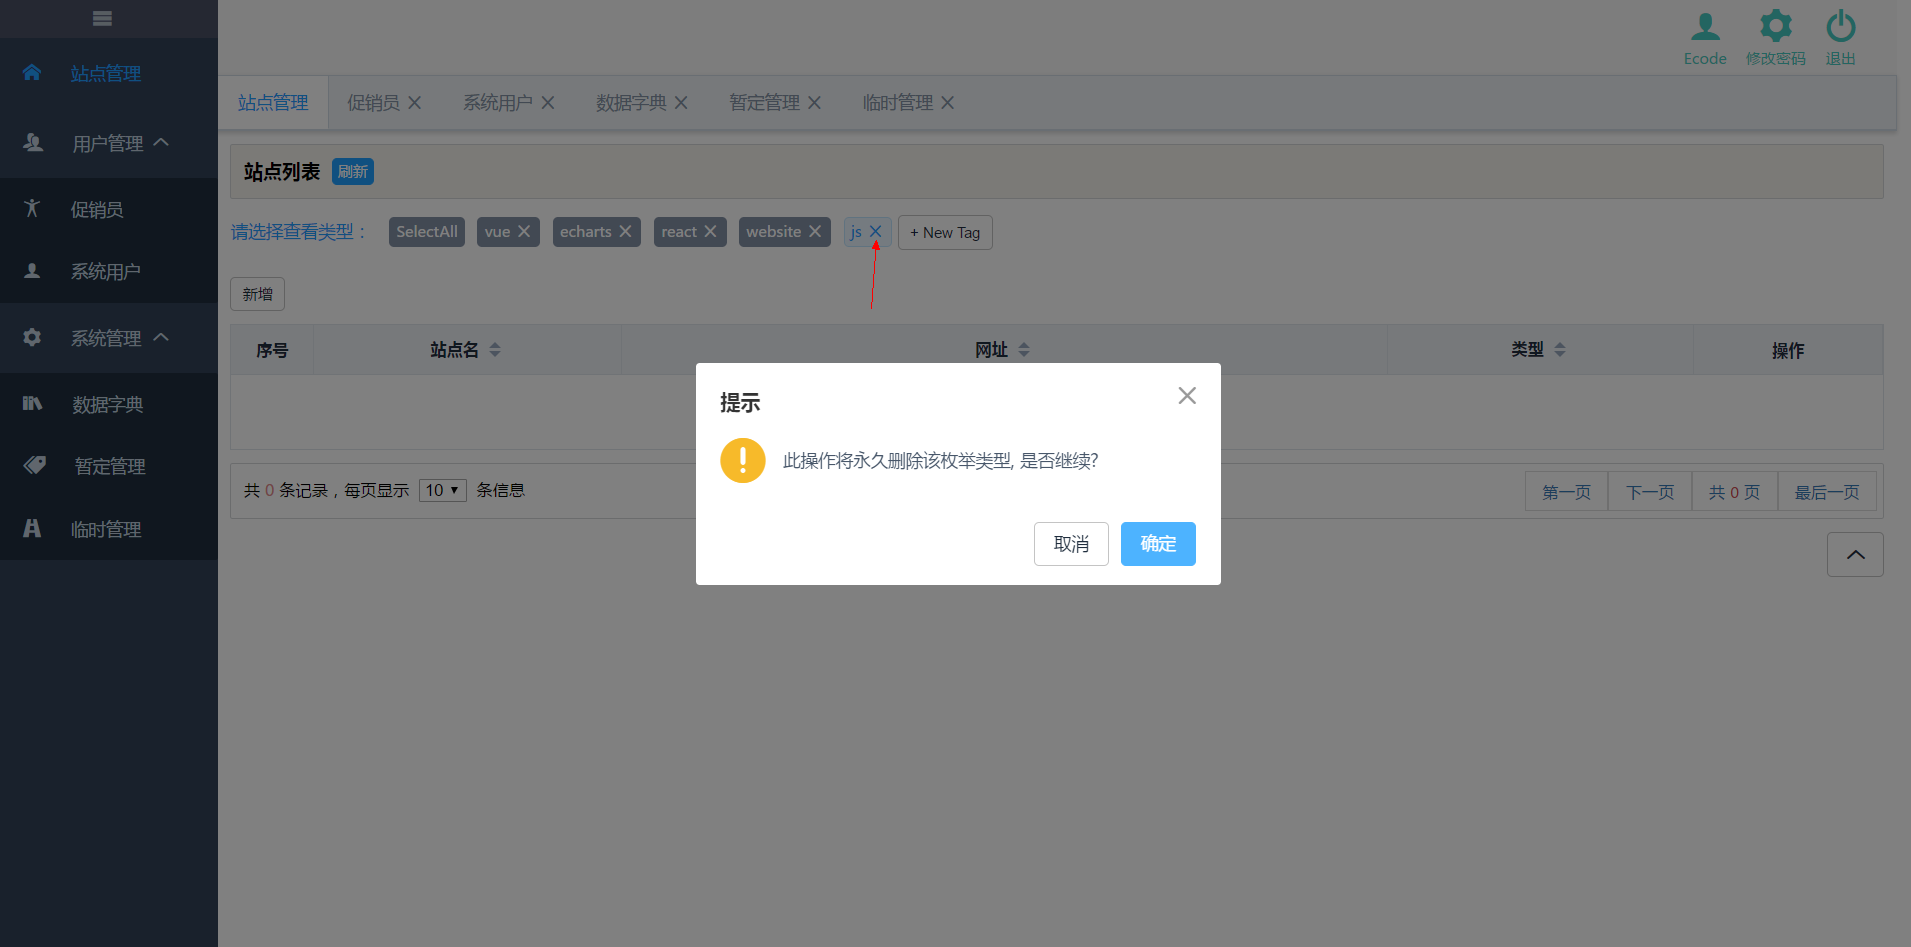 Ecode 修改密码 退出
站点管理
用户管理
促销员
系统用户
系统管理
数据字典
暂定管理
临时管理
站点管理 促销员 系统用户 数据字典 暂定管理 临时管理
站点列表 刷新
请选择查看类型： SelectAll vue echarts react website js + New Tag
新增
序号 站点名 网址 类型 操作
提示
此操作将永久删除该枚举类型, 是否继续?
取消 确定
共 0 条记录，每页显示 10 条信息
第一页 下一页 共 0 页 最后一页